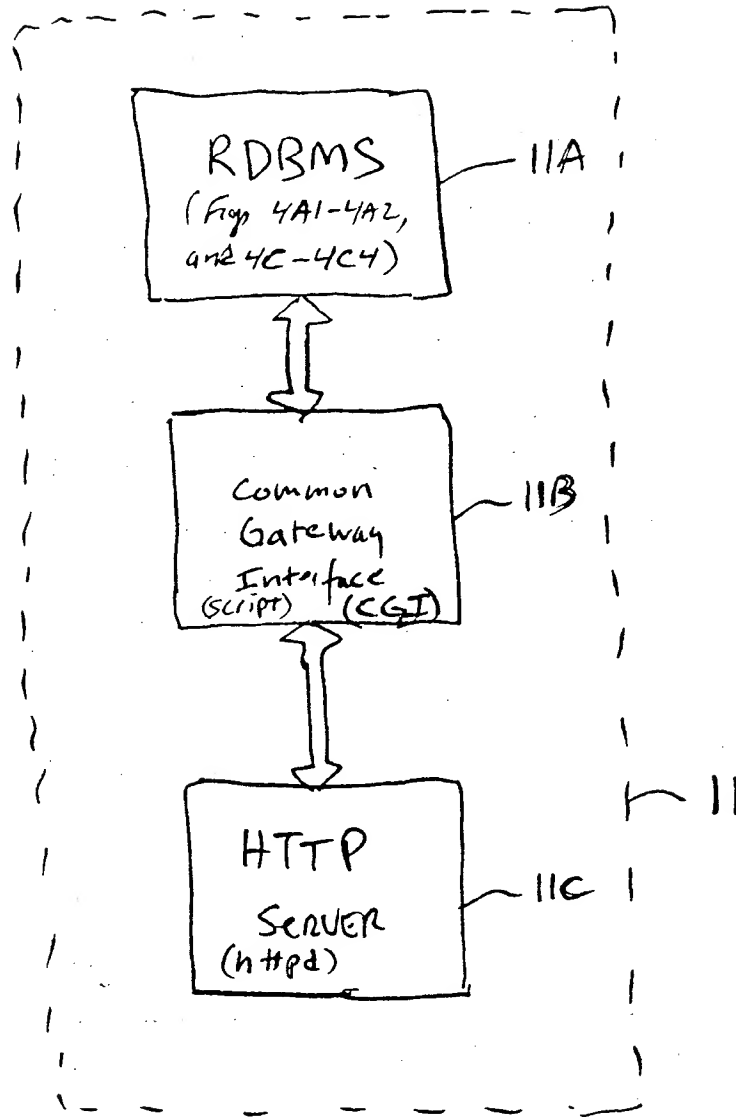 RDBMS
11A
(Figs 4A1-4A2,
and 4C-4C4)
Common
11B
Gateway
Interface
(script) (CGI)
11
HTTP
11C
SERVER
(httpd)